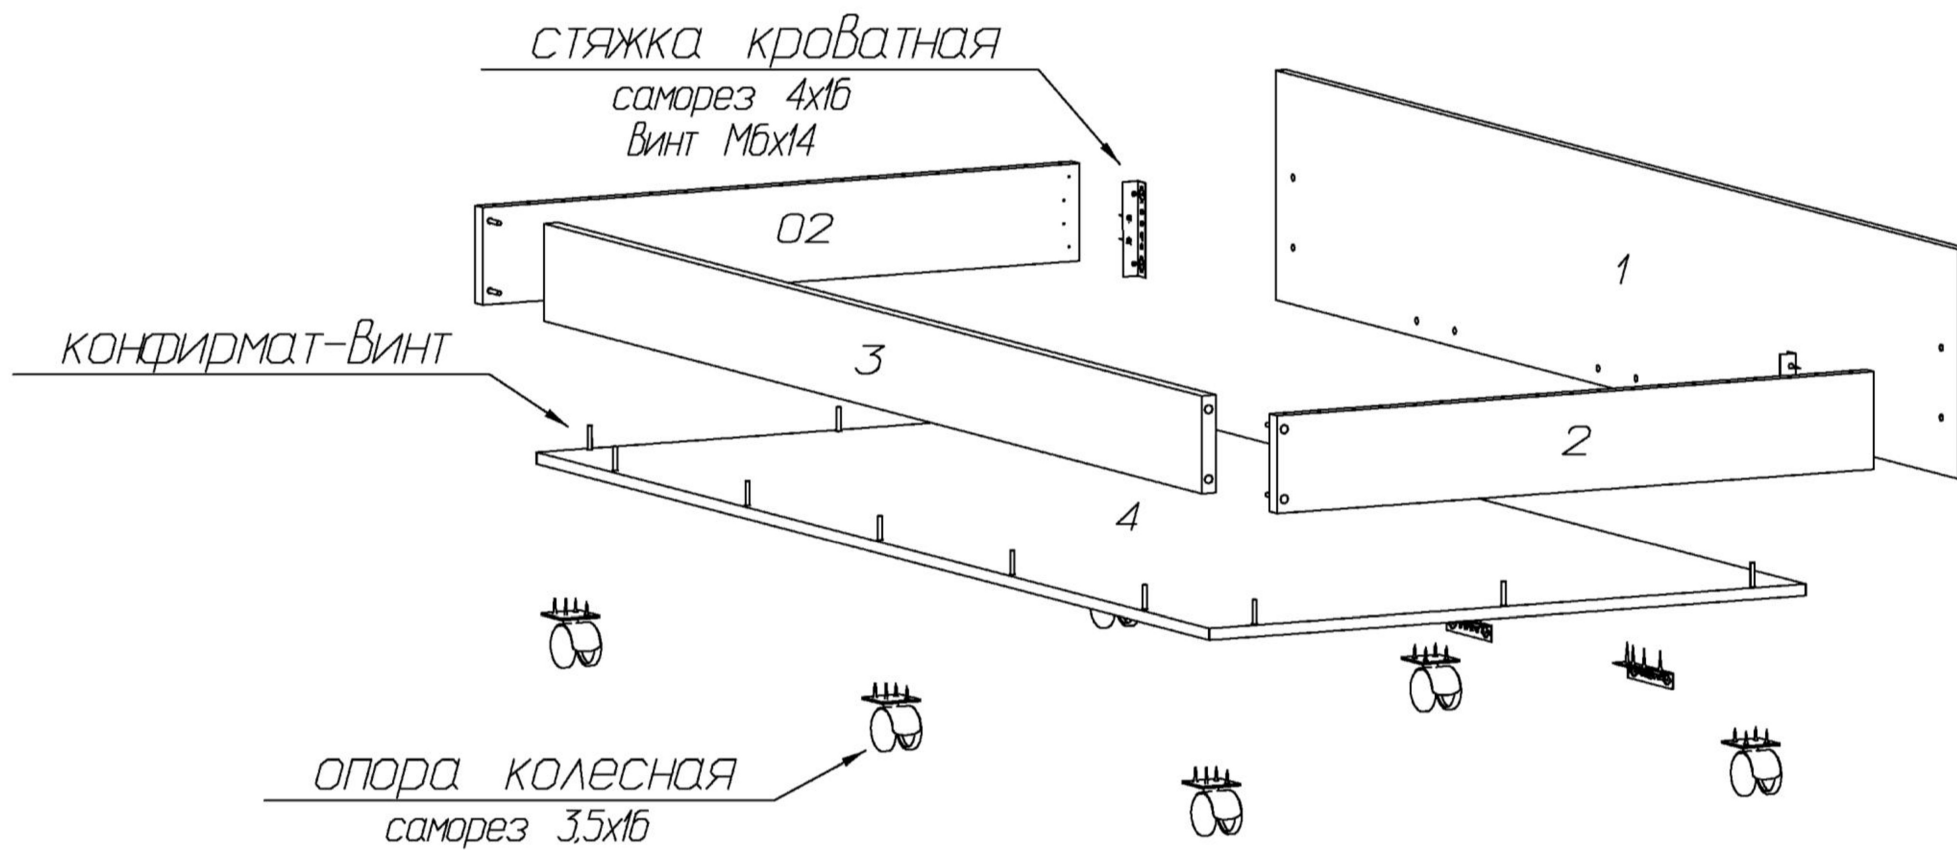 стяжка кроватная
саморез 4х16
винт М6х14
02
1
конфирмат-винт
3
2
4
опора колесная
саморез 3,5х16